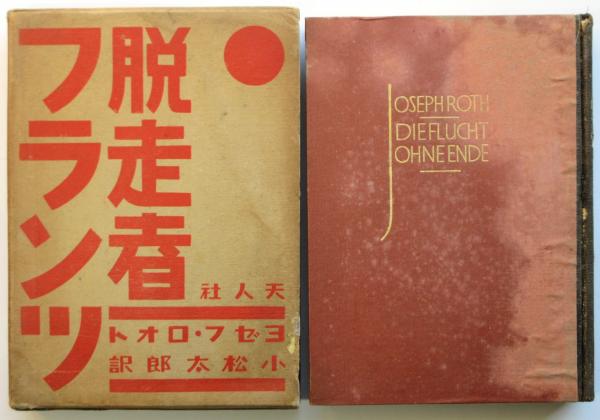 脱走者
フランツ
天人社
ヨゼフ・ロオト
小松太郎訳
JOSEPH ROTH
DIE FLUCHT
OHNE ENDE